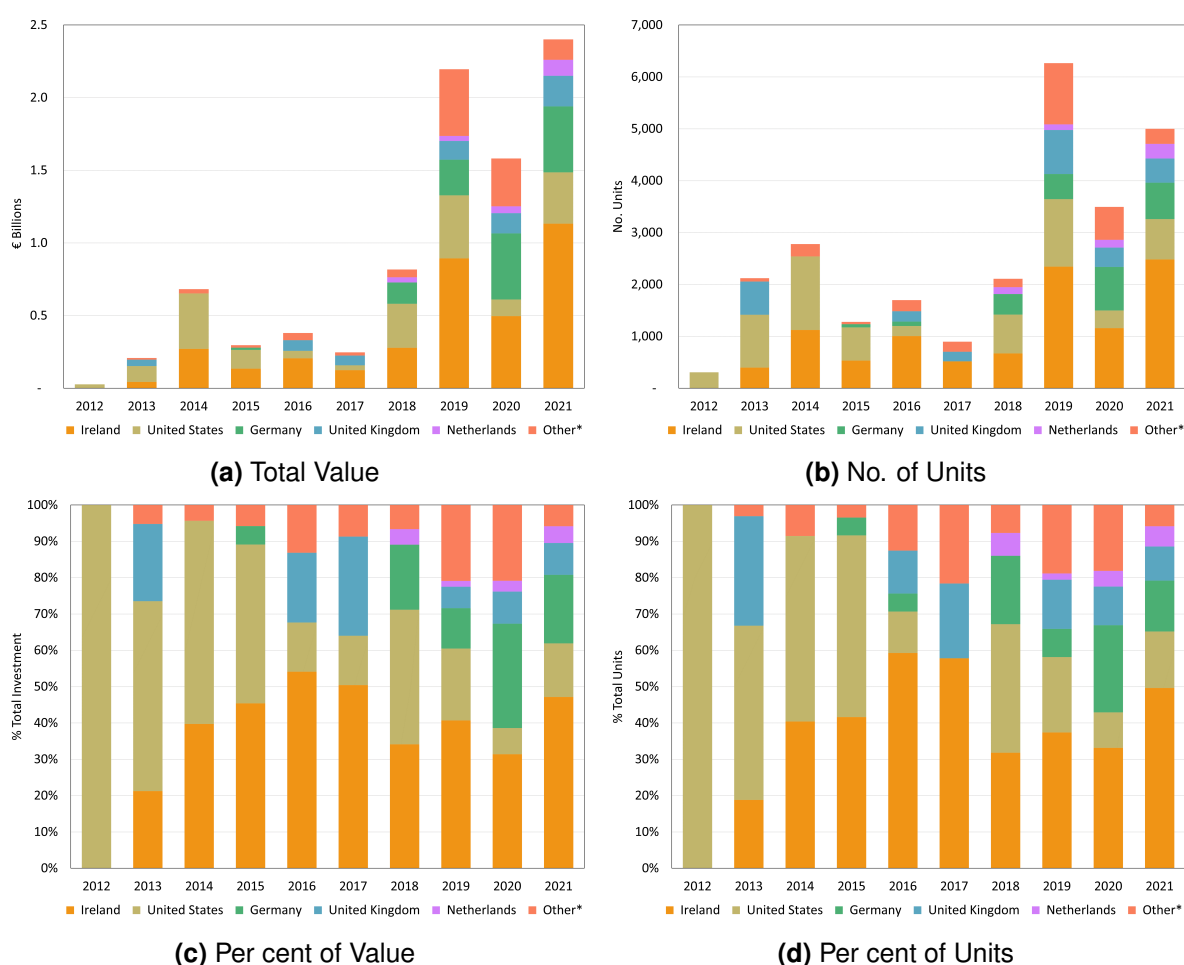 2.5
2.0
1.5
1.0
0.5
-
€ Billions
2012 2013 2014 2015 2016 2017 2018 2019 2020 2021
Ireland United States Germany United Kingdom Netherlands Other*
(a) Total Value
7,000
6,000
5,000
4,000
3,000
2,000
1,000
-
No. Units
2012 2013 2014 2015 2016 2017 2018 2019 2020 2021
Ireland United States Germany United Kingdom Netherlands Other*
(b) No. of Units
100%
90%
80%
70%
60%
50%
40%
30%
20%
10%
0%
% Total Investment
2012 2013 2014 2015 2016 2017 2018 2019 2020 2021
Ireland United States Germany United Kingdom Netherlands Other*
(c) Per cent of Value
100%
90%
80%
70%
60%
50%
40%
30%
20%
10%
0%
% Total Units
2012 2013 2014 2015 2016 2017 2018 2019 2020 2021
Ireland United States Germany United Kingdom Netherlands Other*
(d) Per cent of Units